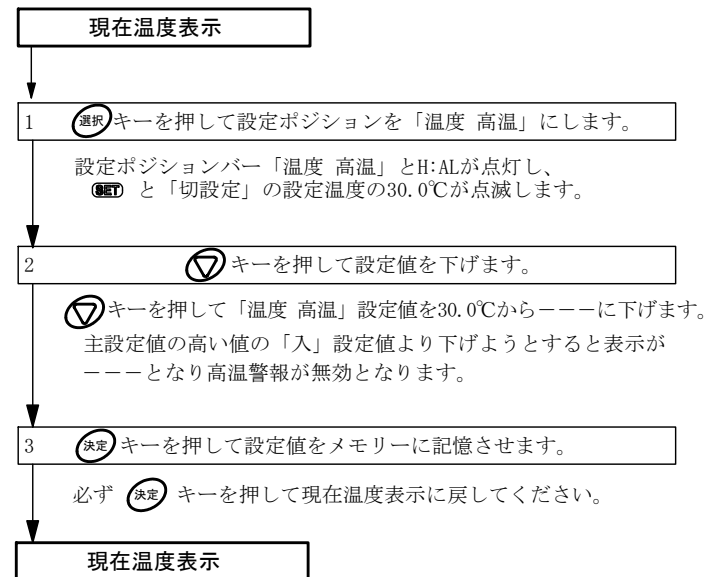 現在温度表示
1 選択キーを押して設定ポジションを「温度 高温」にします。
設定ポジションバー「温度 高温」とH:ALが点灯し、
SET と「切設定」の設定温度の30.0℃が点滅します。
2 ▽キーを押して設定値を下げます。
▽キーを押して「温度 高温」設定値を30.0℃から－－－に下げます。
主設定値の高い値の「入」設定値より下げようとすると表示が
－－－となり高温警報が無効となります。
3 決定キーを押して設定値をメモリーに記憶させます。
必ず 決定 キーを押して現在温度表示に戻してください。
現在温度表示